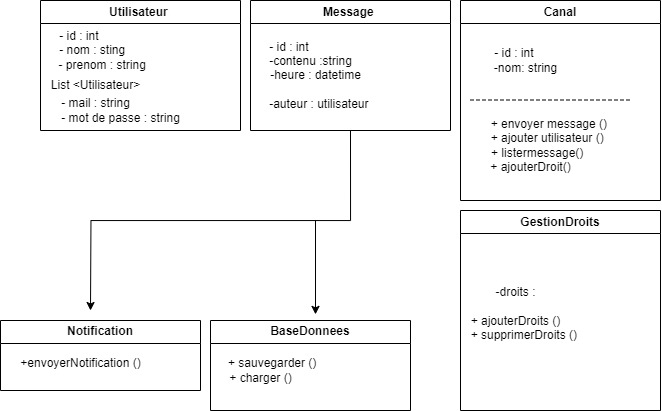 Utilisateur
- id : int
- nom : sting
- prenom : string
List <Utilisateur>
- mail : string
- mot de passe : string
Message
- id : int
-contenu :string
-heure : datetime
-auteur : utilisateur
Canal
- id : int
-nom: string
+ envoyer message ()
+ ajouter utilisateur ()
+ listermessage()
+ ajouterDroit()
GestionDroits
-droits :
+ ajouterDroits ()
+ supprimerDroits ()
Notification
+envoyerNotification ()
BaseDonnees
+ sauvegarder ()
+ charger ()